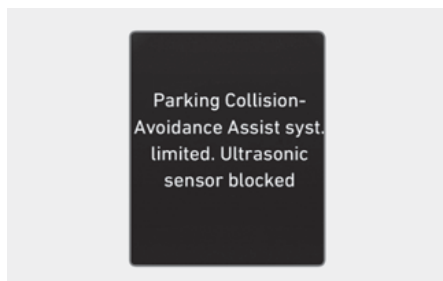 Parking Collision-
Avoidance Assist syst.
limited. Ultrasonic
sensor blocked